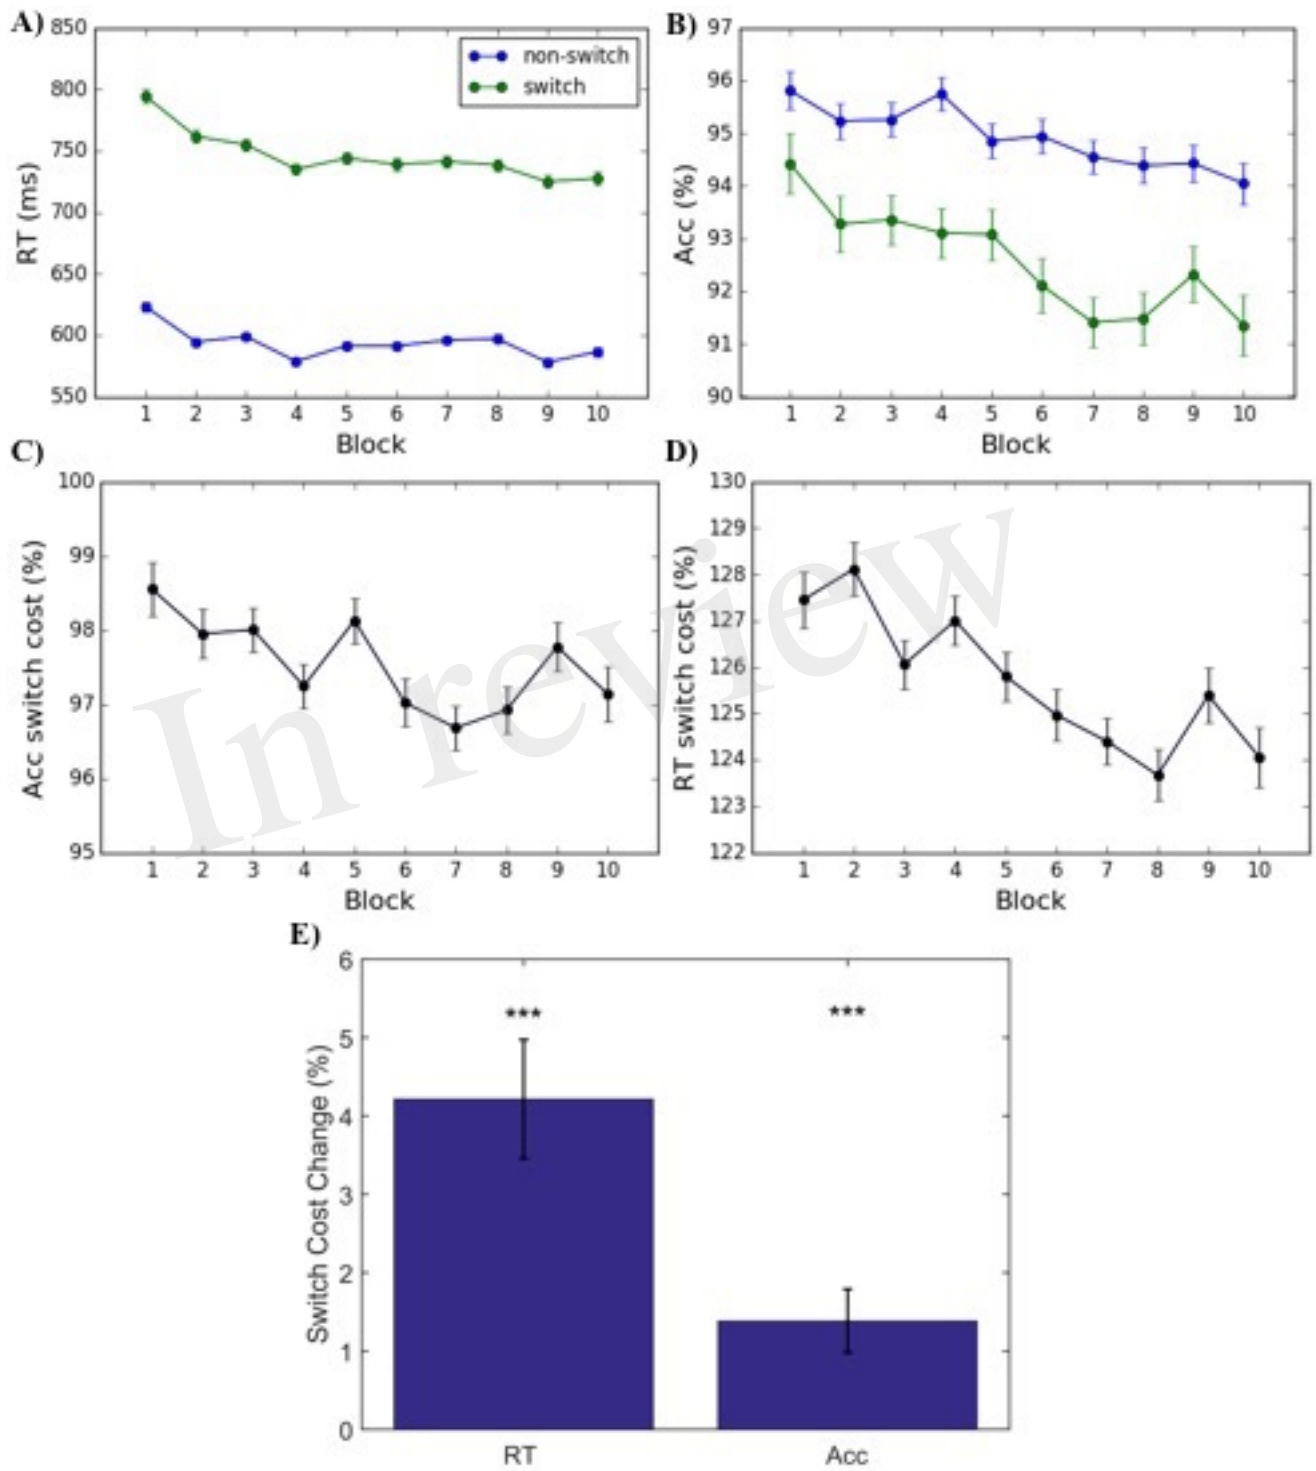 A)
RT (ms)
850
800
750
700
650
600
550
non-switch
switch
1 2 3 4 5 6 7 8 9 10
Block
B)
Acc (%)
97
96
95
94
93
92
91
90
1 2 3 4 5 6 7 8 9 10
Block
C)
Acc switch cost (%)
100
99
98
97
96
95
1 2 3 4 5 6 7 8 9 10
Block
D)
RT switch cost (%)
130
129
128
127
126
125
124
123
122
1 2 3 4 5 6 7 8 9 10
Block
In review
E)
Switch Cost Change (%)
6
5
4
3
2
1
0
*** ***
RT Acc